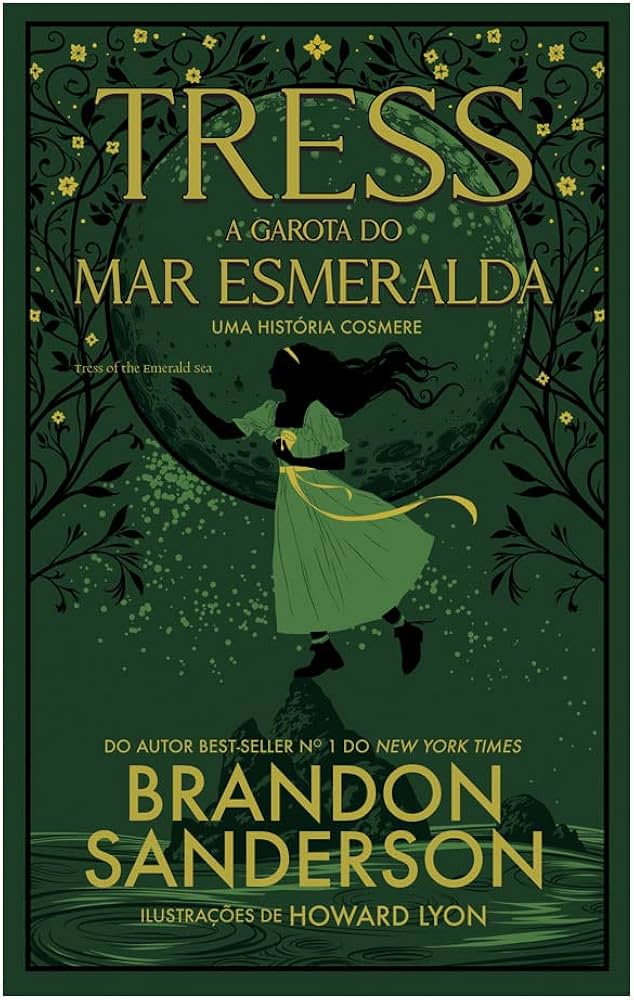 TRESS
A GAROTA DO
MAR ESMERALDA
UMA HISTÓRIA COSMERE
Tress of the Emerald Sea
DO AUTOR BEST-SELLER Nº 1 DO NEW YORK TIMES
BRANDON
SANDERSON
ILUSTRAÇÕES DE HOWARD LYON